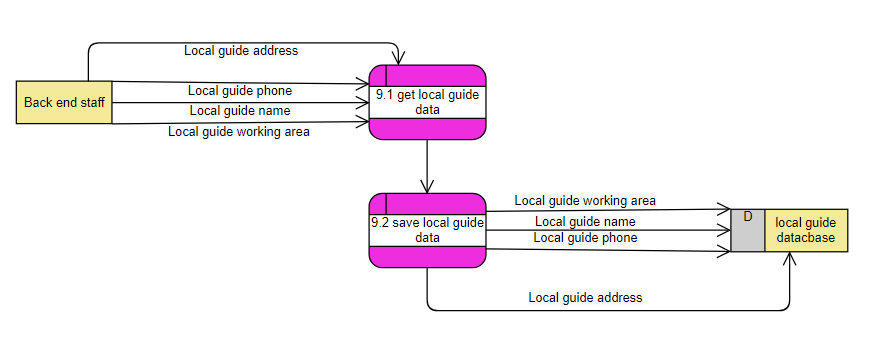 Local guide address
Local guide phone
Back end staff
9.1 get local guide
data
Local guide name
Local guide working area
Local guide working area
D
9.2 save local guide
data
Local guide name
local guide
datacbase
Local guide phone
Local guide address